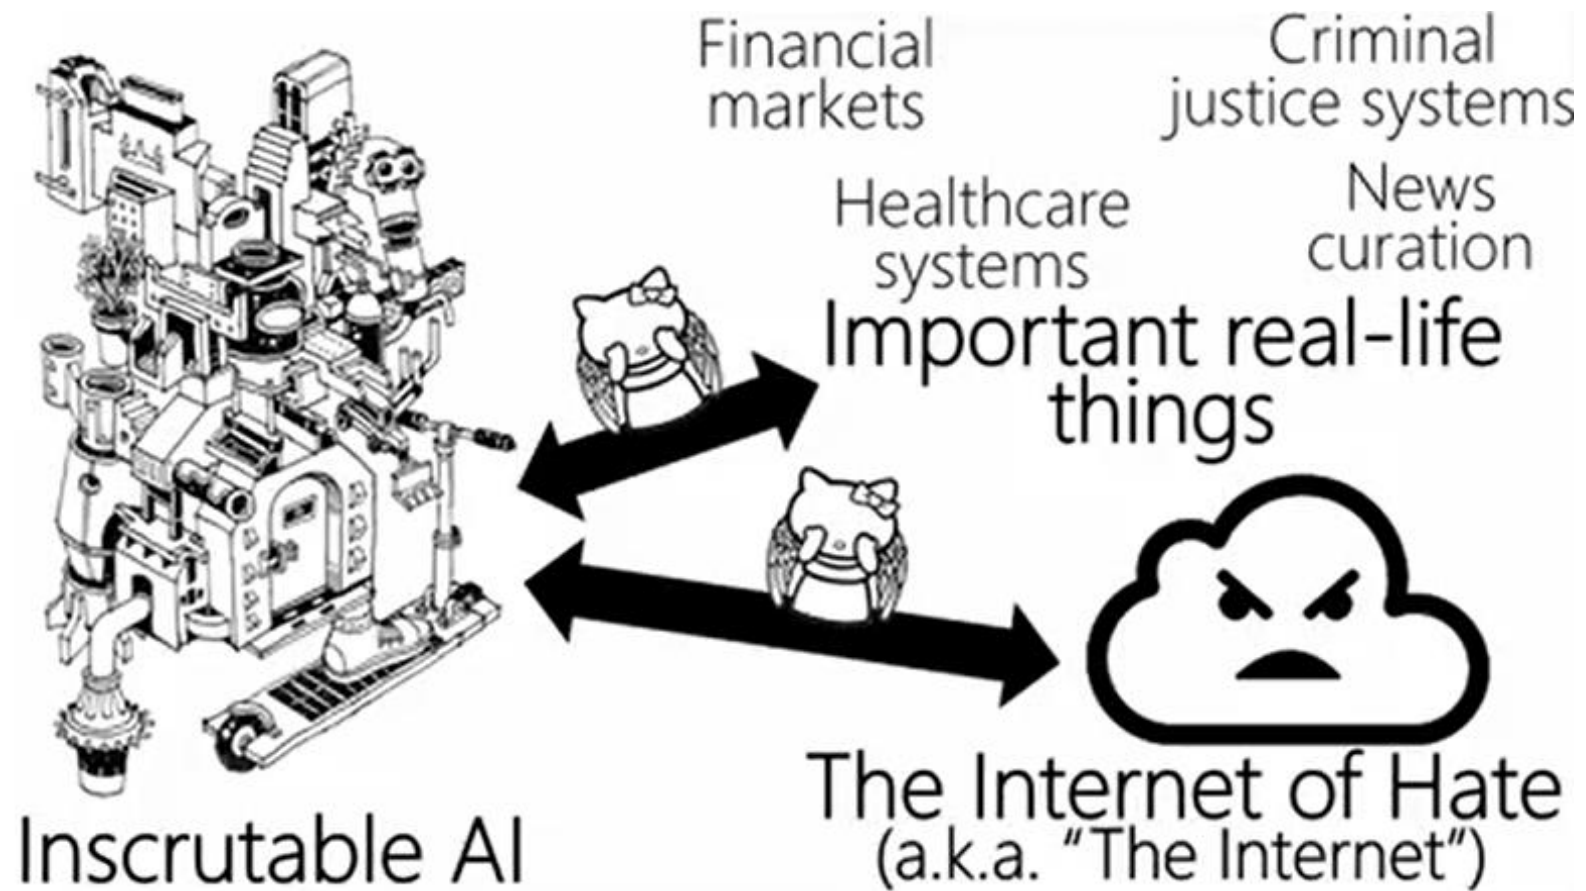 Financial
markets
Criminal
justice systems
Healthcare
systems
News
curation
Important real-life
things
The Internet of Hate
(a.k.a. “The Internet”)
Inscrutable AI